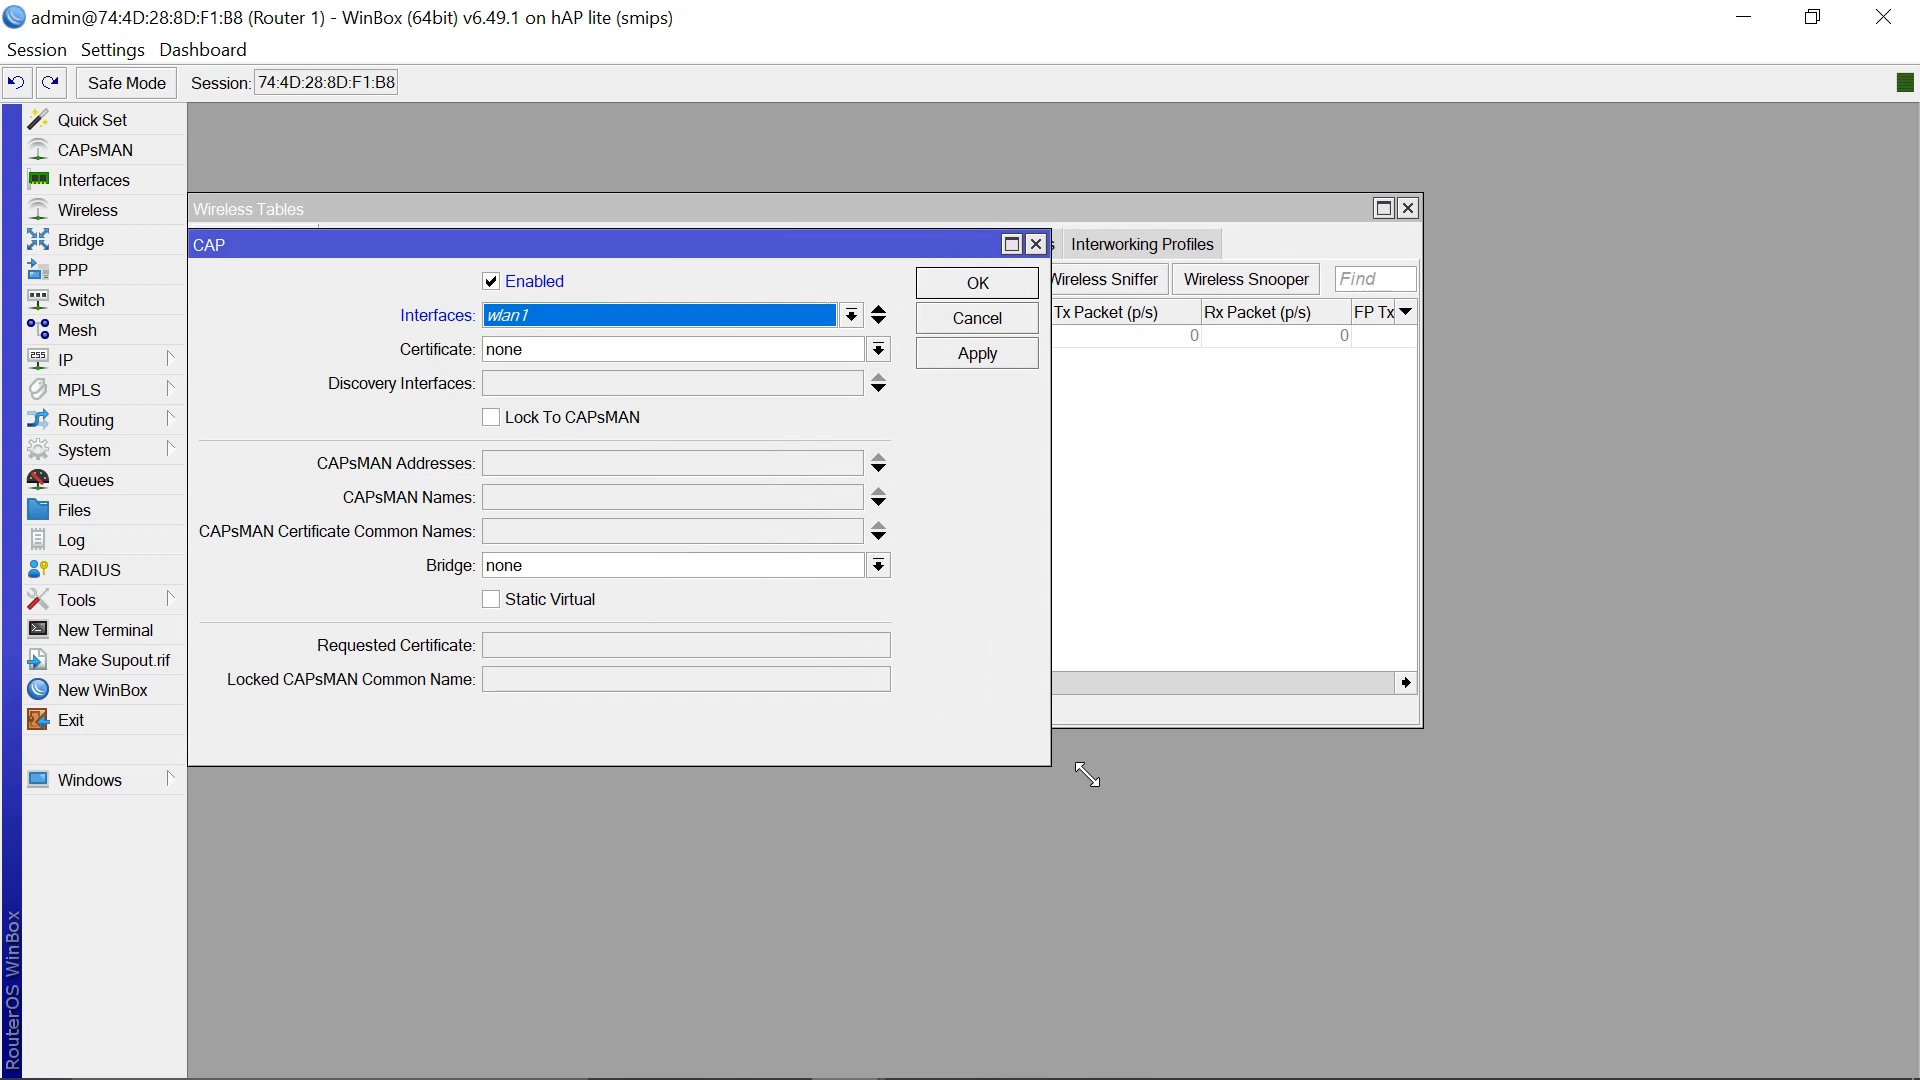 admin@74:4D:28:8D:F1:B8 (Router 1) - WinBox (64bit) v6.49.1 on hAP lite (smips)
Session Settings Dashboard
Safe Mode Session: 74:4D:28:8D:F1:B8
Quick Set
CAPsMAN
Interfaces
Wireless
Bridge
PPP
Switch
Mesh
IP
MPLS
Routing
System
Queues
Files
Log
RADIUS
Tools
New Terminal
Make Supout.rif
New WinBox
Exit
Windows
RouterOS WinBox
Wireless Tables
Interworking Profiles
Wireless Sniffer Wireless Snooper Find
Tx Packet (p/s) Rx Packet (p/s) FP Tx
0 0
CAP
Enabled
Interfaces: wlan1
Certificate: none
Discovery Interfaces:
Lock To CAPsMAN
CAPsMAN Addresses:
CAPsMAN Names:
CAPsMAN Certificate Common Names:
Bridge: none
Static Virtual
Requested Certificate:
Locked CAPsMAN Common Name:
OK
Cancel
Apply